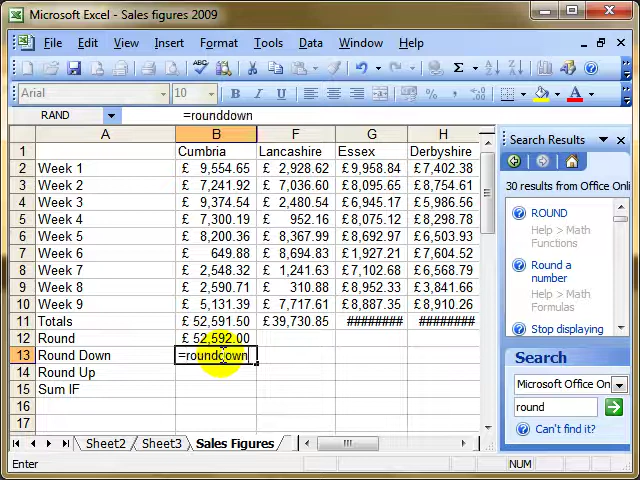 Microsoft Excel - Sales figures 2009
File Edit View Insert Format Tools Data Window Help
Arial 10 B I U
RAND =rounddown
A B F G H
1 Cumbria Lancashire Essex Derbyshire
2 Week 1 £ 9,554.65 £ 2,928.62 £ 9,958.84 £ 7,402.38
3 Week 2 £ 7,241.92 £ 7,036.60 £ 8,095.65 £ 8,754.61
4 Week 3 £ 9,374.54 £ 2,480.54 £ 6,945.17 £ 5,986.56
5 Week 4 £ 7,300.19 £ 952.16 £ 8,075.12 £ 8,298.78
6 Week 5 £ 8,200.36 £ 8,367.99 £ 8,692.97 £ 6,503.93
7 Week 6 £ 649.88 £ 8,694.83 £ 1,927.21 £ 7,604.52
8 Week 7 £ 2,548.32 £ 1,241.63 £ 7,102.68 £ 6,568.79
9 Week 8 £ 2,590.71 £ 310.88 £ 8,952.33 £ 3,841.66
10 Week 9 £ 5,131.39 £ 7,717.61 £ 8,887.35 £ 8,910.26
11 Totals £ 52,591.50 £ 39,730.85 ######## ########
12 Round £ 52,592.00
13 Round Down =rounddown
14 Round Up
15 Sum IF
16
17
Sheet2 Sheet3 Sales Figures
Enter NUM
Search Results
30 results from Office Onli
ROUND
Help > Math
Functions
Round a
number
Help > Math
Formulas
Stop displaying
Search
Microsoft Office On
round
Can't find it?